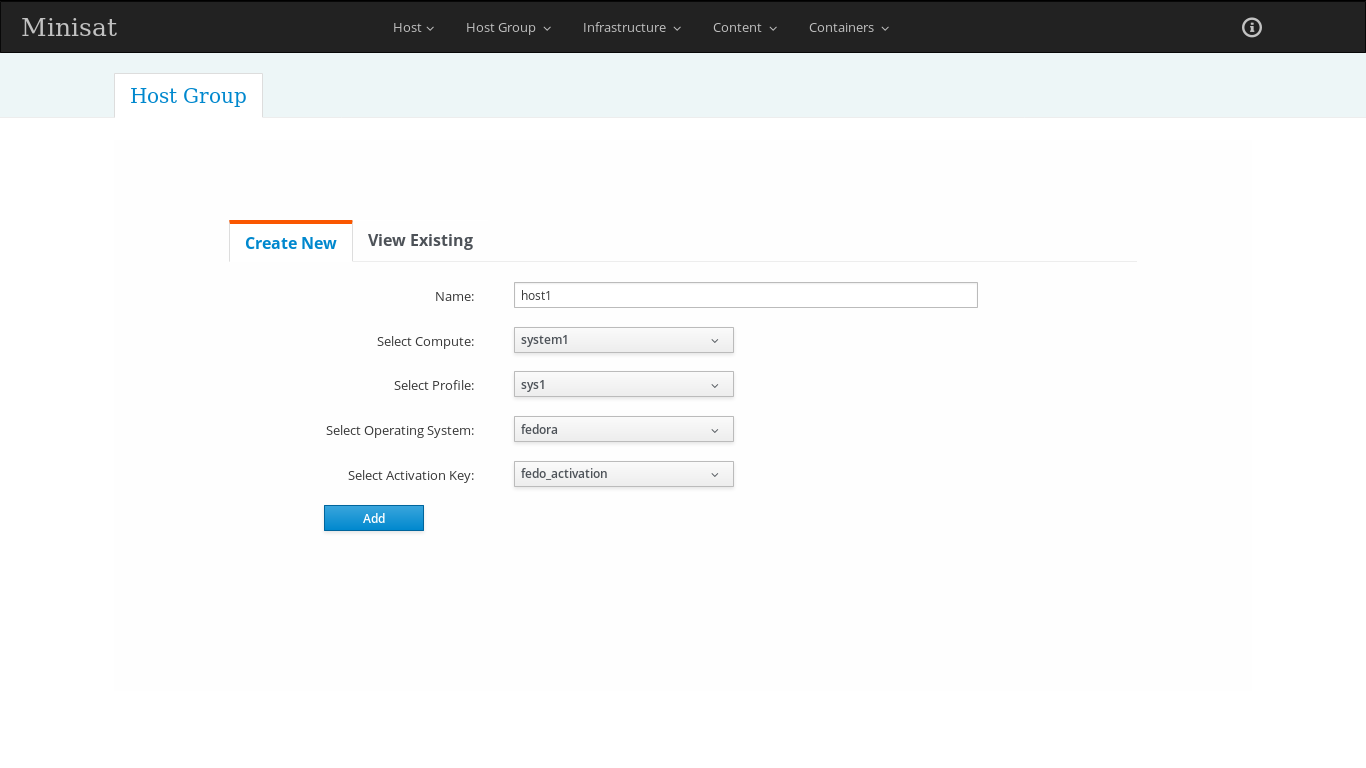 Minisat Host Host Group Infrastructure Content Containers
Host Group
Create New View Existing
Name: host1
Select Compute: system1
Select Profile: sys1
Select Operating System: fedora
Select Activation Key: fedo_activation
Add